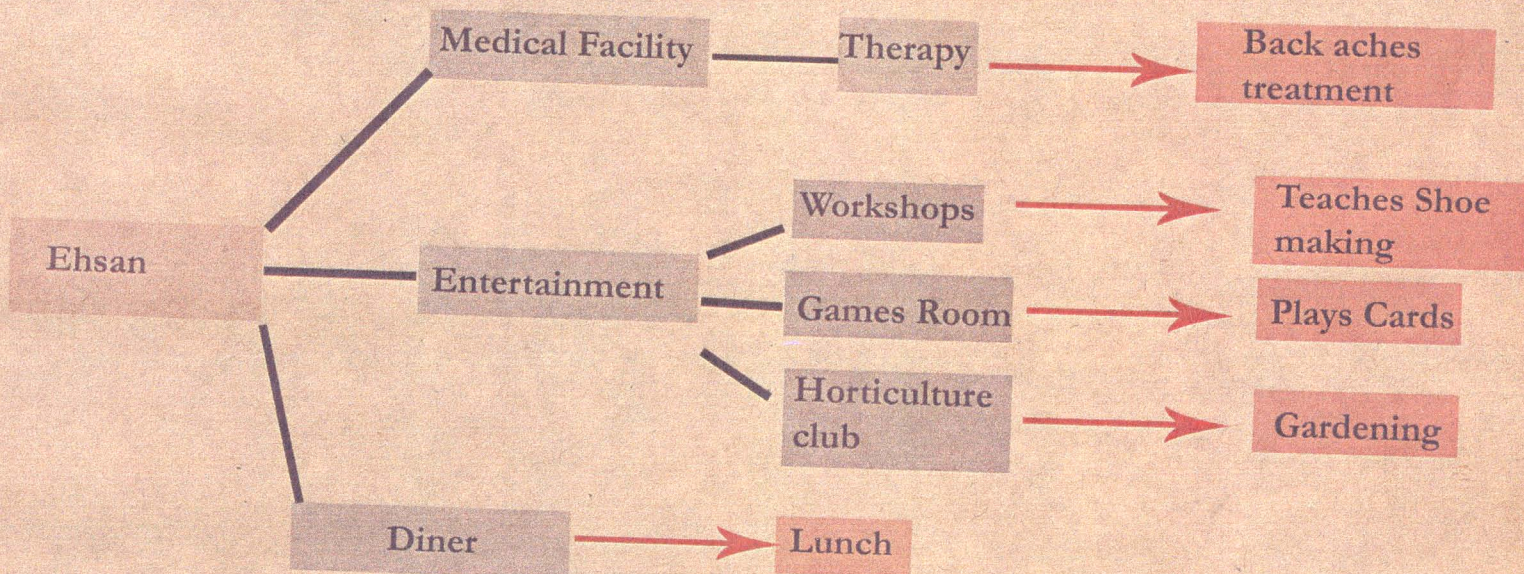 Medical Facility
Therapy
Back aches
treatment
Ehsan
Entertainment
Workshops
Teaches Shoe
making
Games Room
Plays Cards
Horticulture
club
Gardening
Diner
Lunch